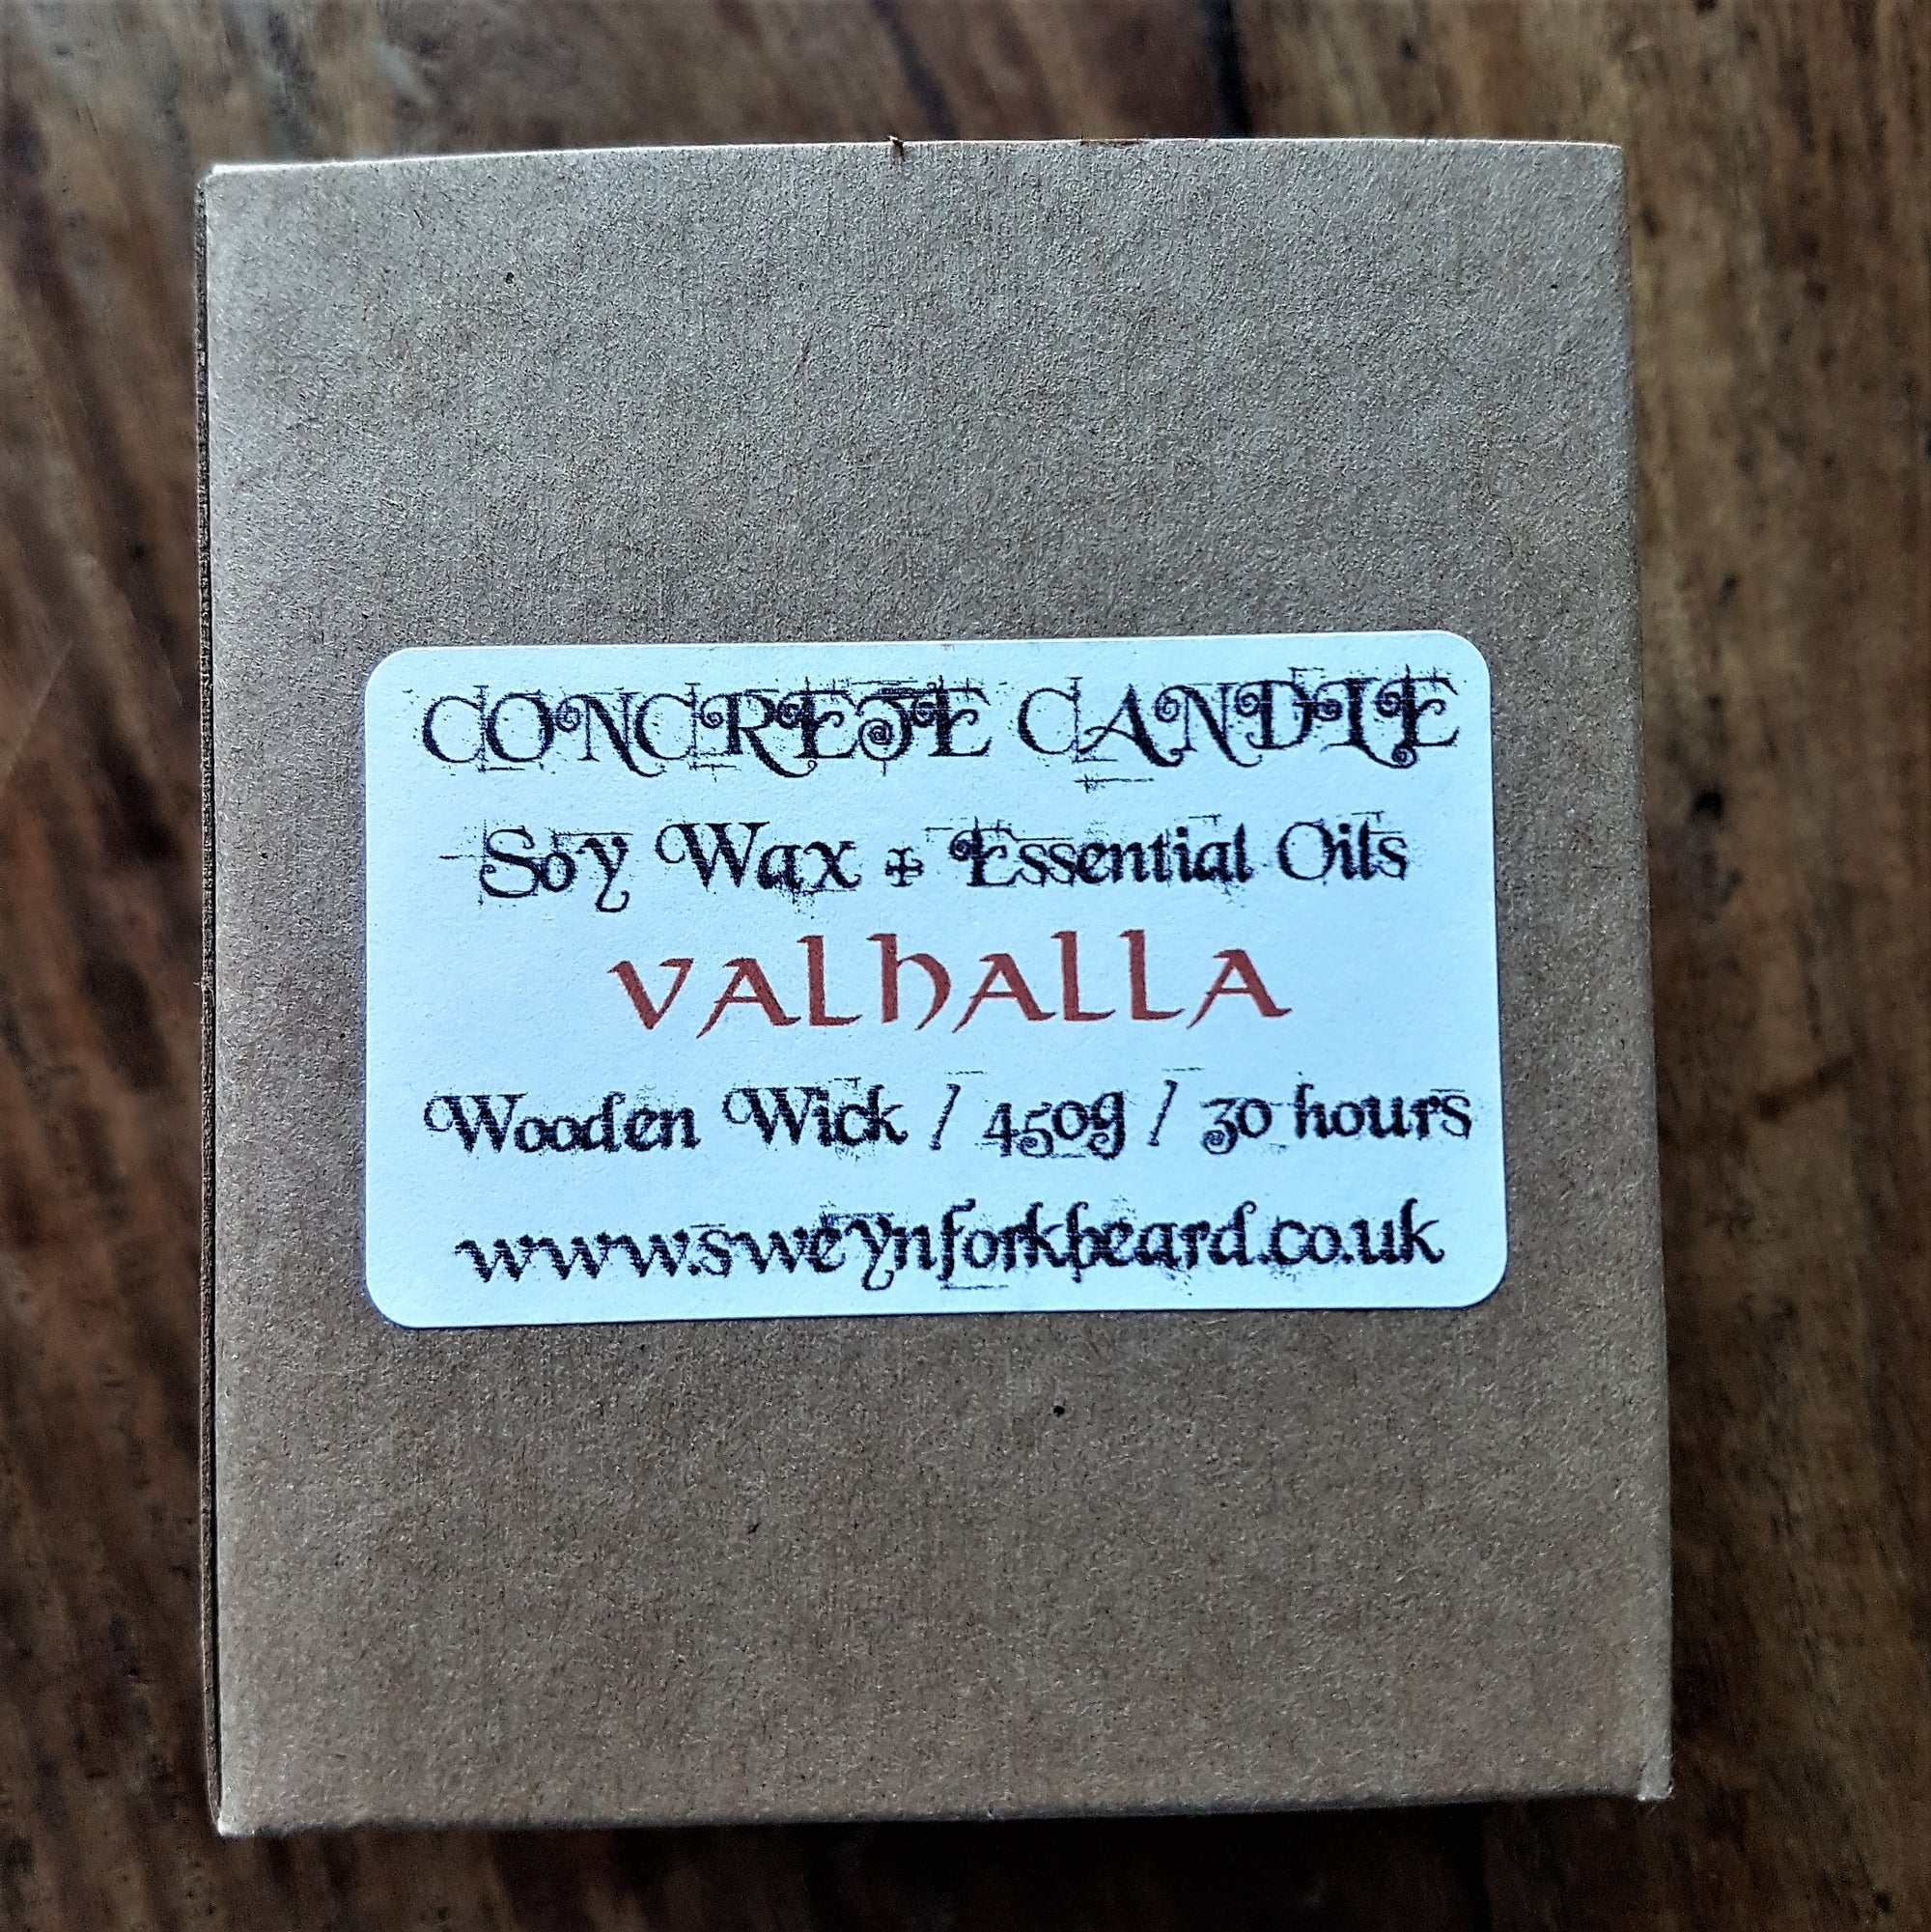 CONCRETE CANDLE
Soy Wax + Essential Oils
VALHALLA
Wooden Wick / 450g / 30 hours
www.sweynforkbeard.co.uk